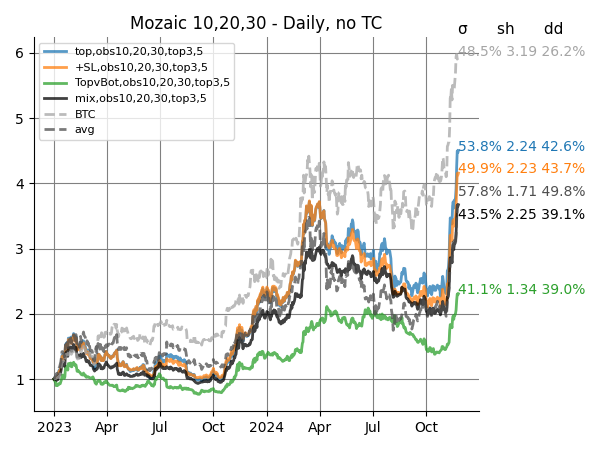 Mozaic 10,20,30 - Daily, no TC
σ sh dd
top,obs10,20,30,top3,5
+SL,obs10,20,30,top3,5
TopvBot,obs10,20,30,top3,5
mix,obs10,20,30,top3,5
BTC
avg
48.5% 3.19 26.2%
53.8% 2.24 42.6%
49.9% 2.23 43.7%
57.8% 1.71 49.8%
43.5% 2.25 39.1%
41.1% 1.34 39.0%
6
5
4
3
2
1
2023 Apr Jul Oct 2024 Apr Jul Oct